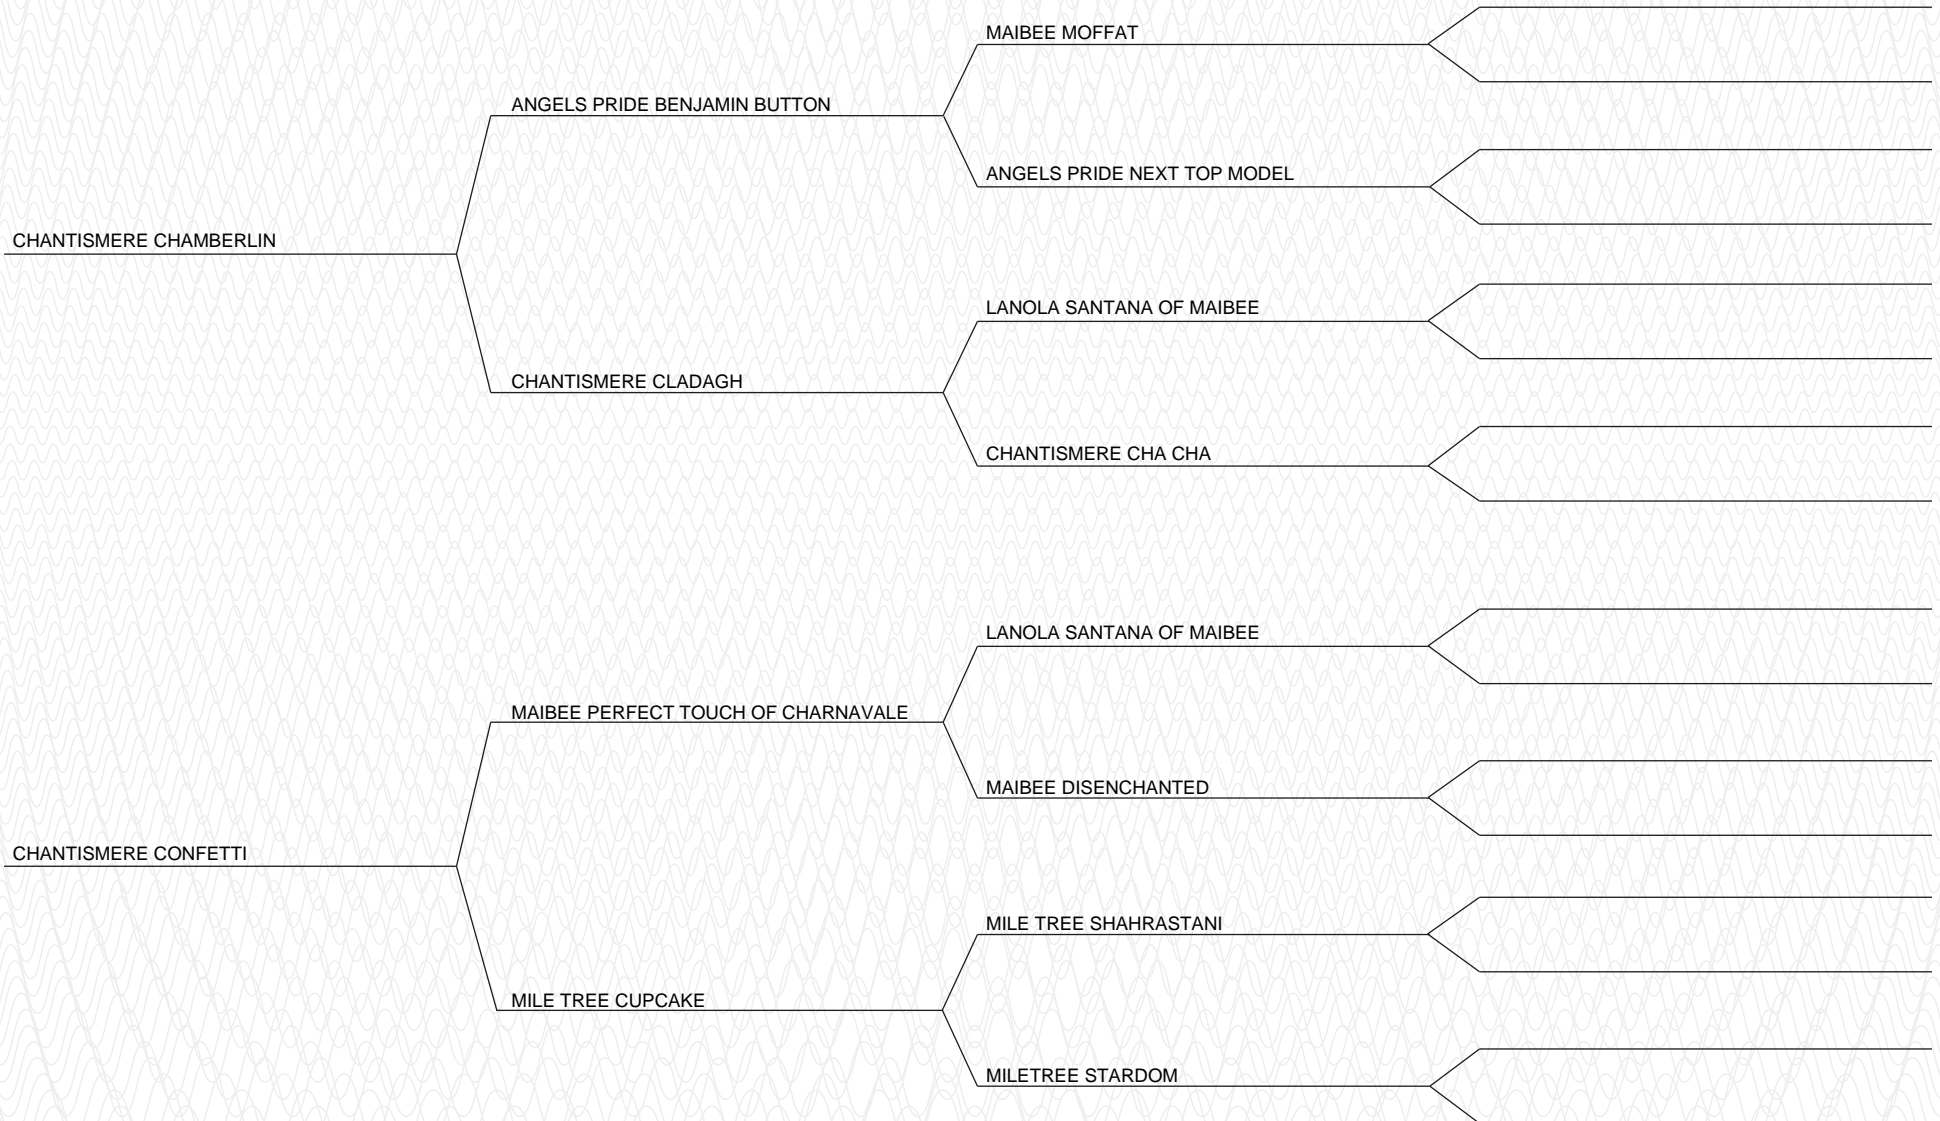 MAIBEE MOFFAT
ANGELS PRIDE BENJAMIN BUTTON
ANGELS PRIDE NEXT TOP MODEL
CHANTISMERE CHAMBERLIN
LANOLA SANTANA OF MAIBEE
CHANTISMERE CLADAGH
CHANTISMERE CHA CHA
LANOLA SANTANA OF MAIBEE
MAIBEE PERFECT TOUCH OF CHARNAVALE
MAIBEE DISENCHANTED
CHANTISMERE CONFETTI
MILE TREE SHAHRASTANI
MILE TREE CUPCAKE
MILETREE STARDOM